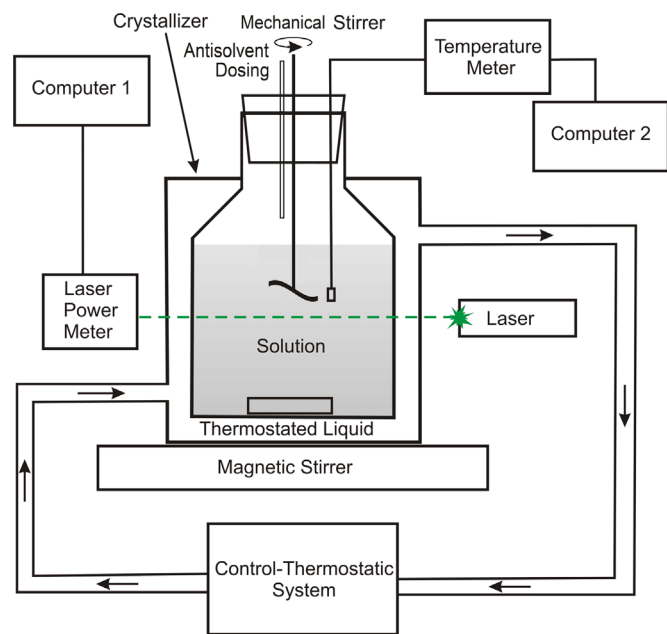 Crystallizer
Mechanical Stirrer
Antisolvent
Dosing
Temperature
Meter
Computer 1
Computer 2
Laser
Power
Meter
Laser
Solution
Thermostated Liquid
Magnetic Stirrer
Control-Thermostatic
System